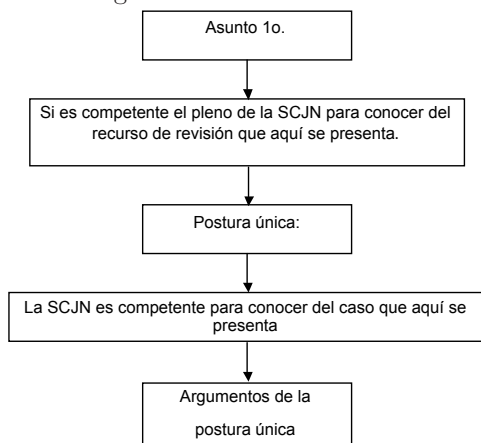 Asunto 1o.
Si es competente el pleno de la SCJN para conocer del
recurso de revisión que aquí se presenta.
Postura única:
La SCJN es competente para conocer del caso que aquí se
presenta
Argumentos de la
postura única